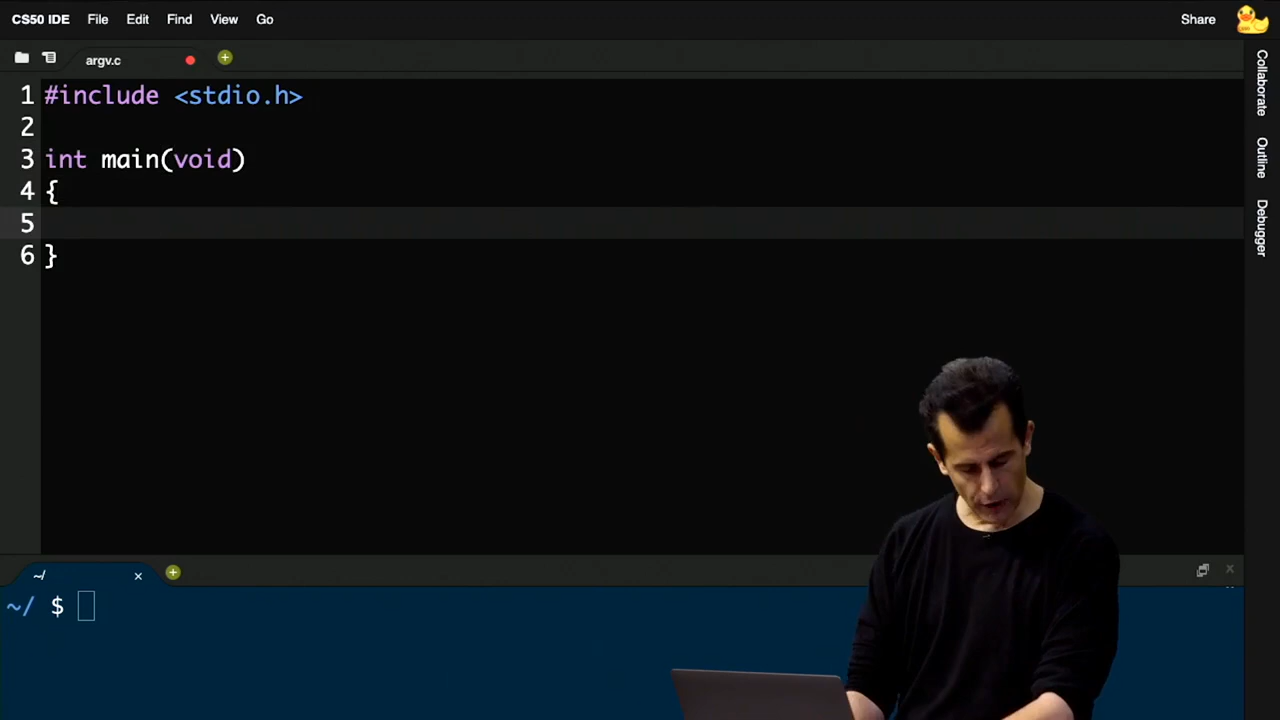 CS50 IDE File Edit Find View Go Share
argv.c
1 #include <stdio.h>
2
3 int main(void)
4 {
5
6 }
Collaborate
Outline
Debugger
~/
~/ $